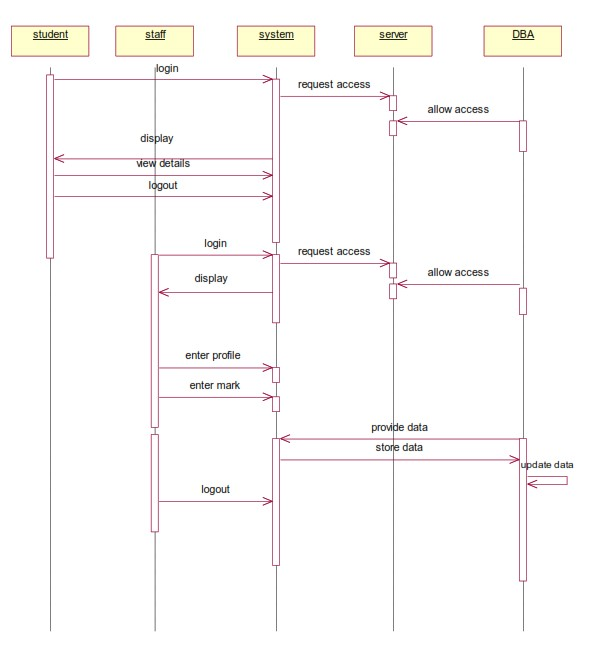 student
staff
system
server
DBA
login
request access
allow access
display
view details
logout
login
request access
allow access
display
enter profile
enter mark
provide data
store data
update data
logout